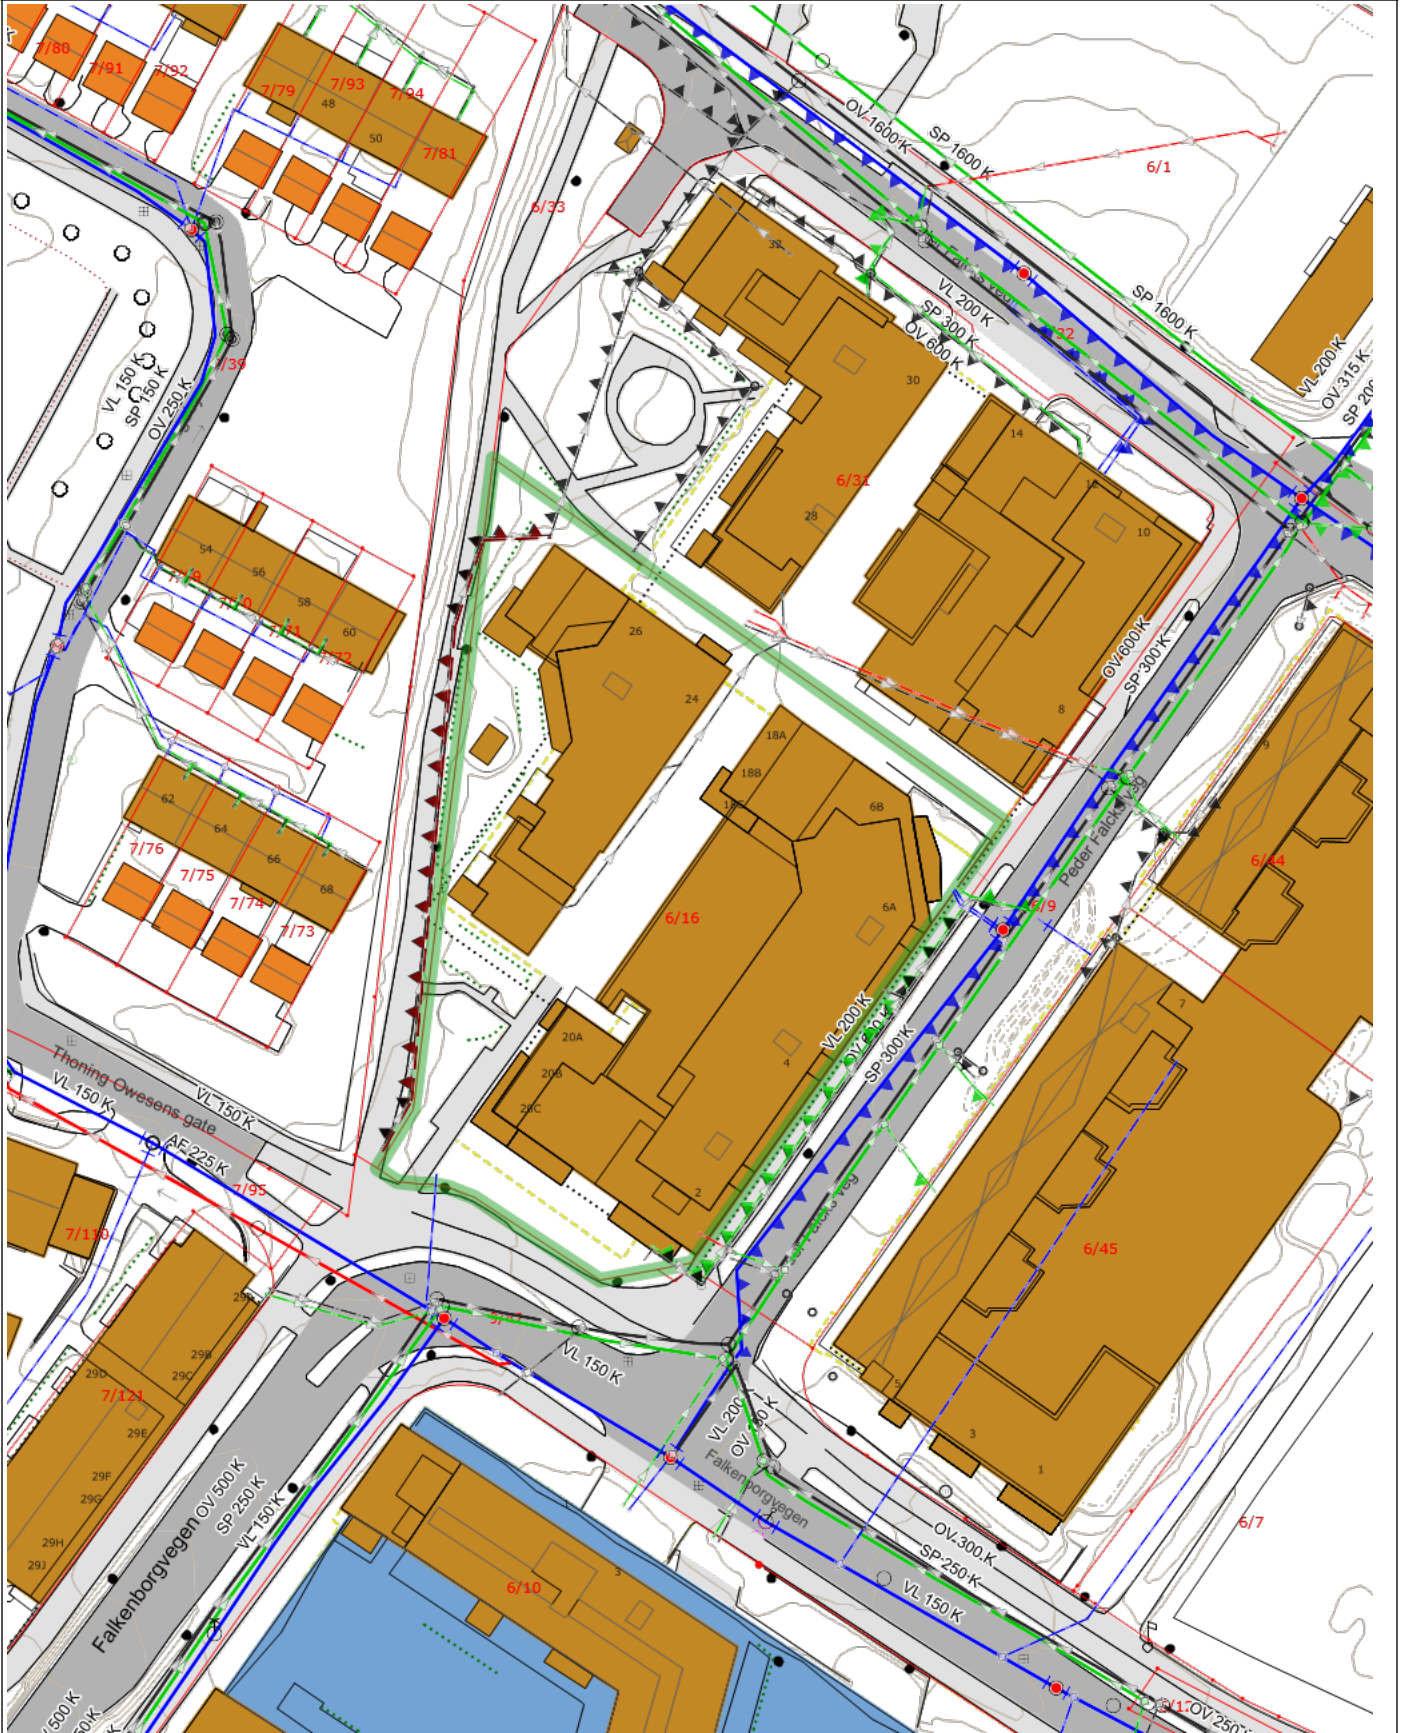 7/80
7/91
7/92
7/79
7/93
7/94
7/81
48
50
6/33
OV 1600 K
SP 1600 K
6/1
32
VL 200 K
SP 300 K
OV 600 K
SP 1600 K
VL 200 K
OV 315 K
VL 150 K
SP 150 K
OV 250 K
30
14
10
6/31
28
54
56
58
60
7/71
7/72
26
24
OV 600 K
SP 300 K
8
9
18A
18B
6B
62
64
66
68
7/76
7/75
7/74
7/73
Peder Falcks veg
6/44
6/9
6/16
6A
7
VL 200 K
SP 300 K
4
20A
20B
20C
2
Thoning Owesens gate
VL 150 K
VL 150 K
AF 225 K
7/95
7/110
6/45
29B
29C
29D
7/121
29E
29F
29G
29H
29J
VL 150 K
5
3
1
Falkenborgvegen
OV 500 K
SP 250 K
VL 150 K
Falkenborgvegen
OV 300 K
SP 250 K
VL 150 K
6/7
6/10
3
OV 250 K